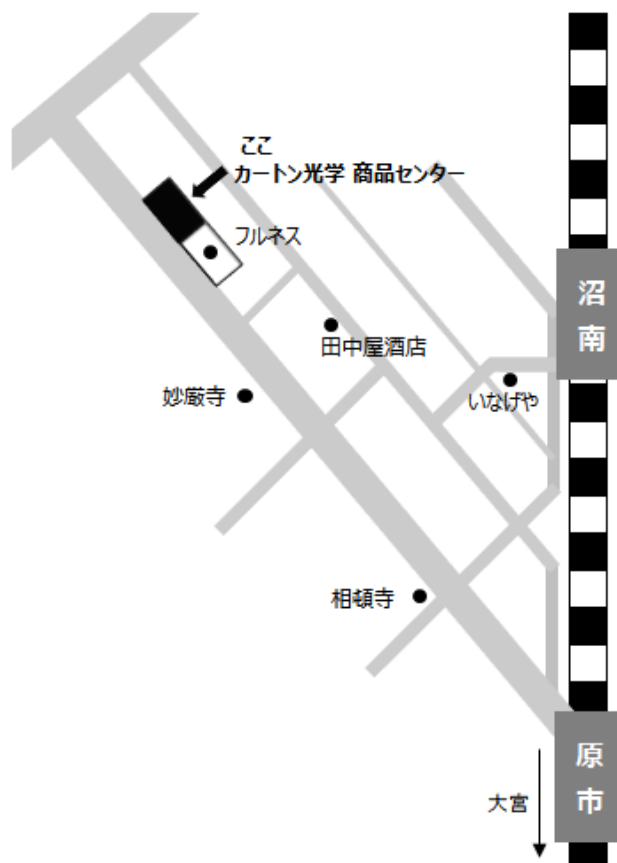 ここ
カートン光学 商品センター
フルネス
沼南
田中屋酒店
妙厳寺
いなげや
相頓寺
原市
大宮